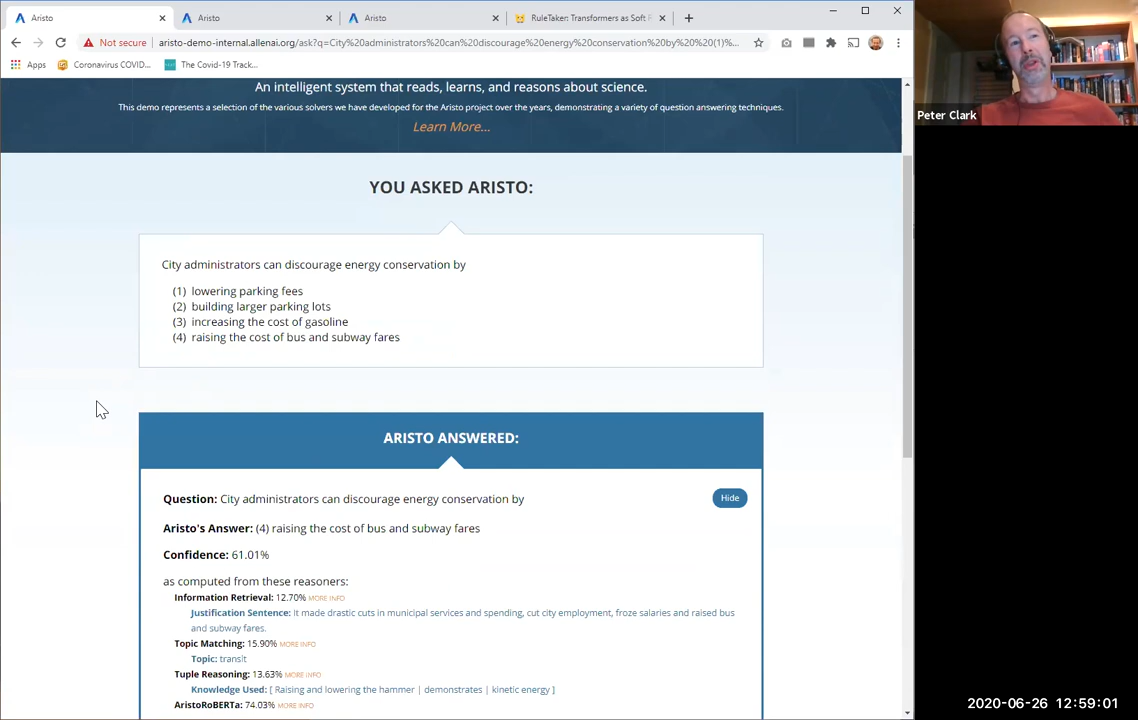 Aristo
Aristo
Aristo
RuleTaker: Transformers as Soft R
Not secure
aristo-demo-internal.allenai.org/ask?q=City%20administrators%20can%20discourage%20energy%20conservation%20by%20%20(1)%...
Apps
Coronavirus COVID...
The Covid-19 Track...
An intelligent system that reads, learns, and reasons about science.
This demo represents a selection of the various solvers we have developed for the Aristo project over the years, demonstrating a variety of question answering techniques.
Learn More...
YOU ASKED ARISTO:
City administrators can discourage energy conservation by
(1) lowering parking fees
(2) building larger parking lots
(3) increasing the cost of gasoline
(4) raising the cost of bus and subway fares
ARISTO ANSWERED:
Question: City administrators can discourage energy conservation by
Hide
Aristo's Answer: (4) raising the cost of bus and subway fares
Confidence: 61.01%
as computed from these reasoners:
Information Retrieval: 12.70% MORE INFO
Justification Sentence: It made drastic cuts in municipal services and spending, cut city employment, froze salaries and raised bus
and subway fares.
Topic Matching: 15.90% MORE INFO
Topic: transit
Tuple Reasoning: 13.63% MORE INFO
Knowledge Used: [ Raising and lowering the hammer | demonstrates | kinetic energy ]
AristoRoBERTa: 74.03% MORE INFO
Peter Clark
2020-06-26 12:59:01